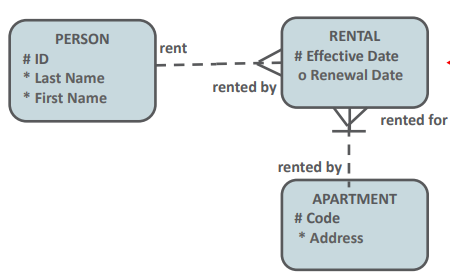 PERSON
# ID
* Last Name
* First Name
rent
rented by
RENTAL
# Effective Date
o Renewal Date
rented for
rented by
APARTMENT
# Code
* Address